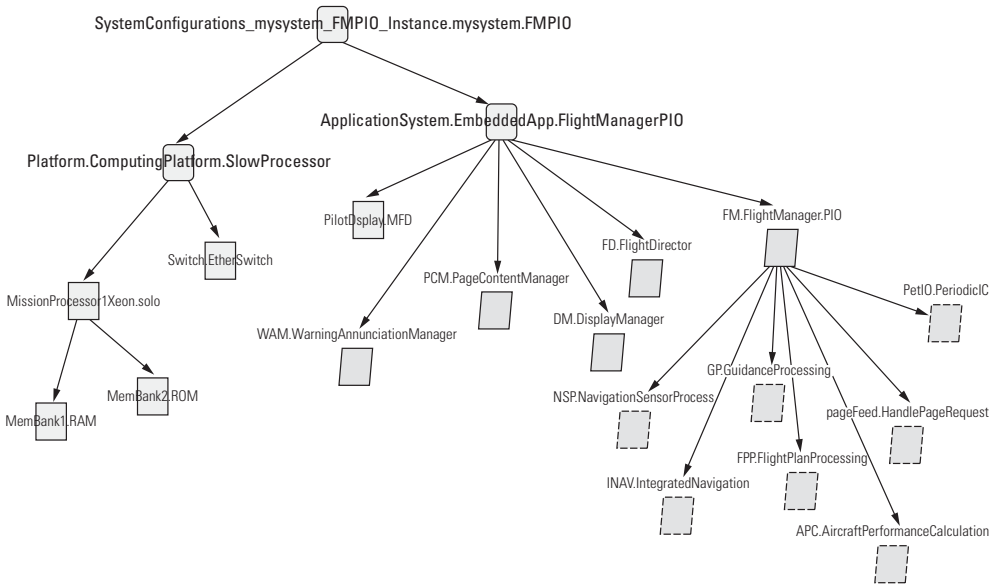 SystemConfigurations_mysystem_FMPIO_Instance.mysystem.FMPIO
ApplicationSystem.EmbeddedApp.FlightManagerPIO
Platform.ComputingPlatform.SlowProcessor
PilotDsplay.MFD
FM.FlightManager.PIO
FD.FlightDirector
Switch.EtherSwitch
PCM.PageContentManager
PetIO.PeriodicIC
MissionProcessor1Xeon.solo
DM.DisplayManager
WAM.WarningAnnunciationManager
GP.GuidanceProcessing
MemBank2.ROM
NSP.NavigationSensorProcess
pageFeed.HandlePageRequest
MemBank1.RAM
FPP.FlightPlanProcessing
INAV.IntegratedNavigation
APC.AircraftPerformanceCalculation